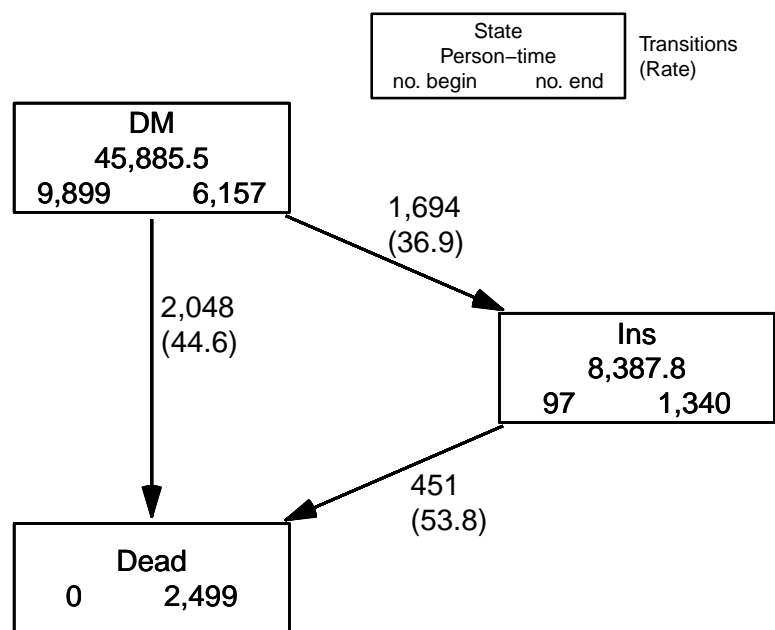 State
Person−time
no. begin no. end
Transitions
(Rate)
DM
45,885.5
9,899 6,157
1,694
(36.9)
2,048
(44.6)
Ins
8,387.8
97 1,340
451
(53.8)
Dead
0 2,499